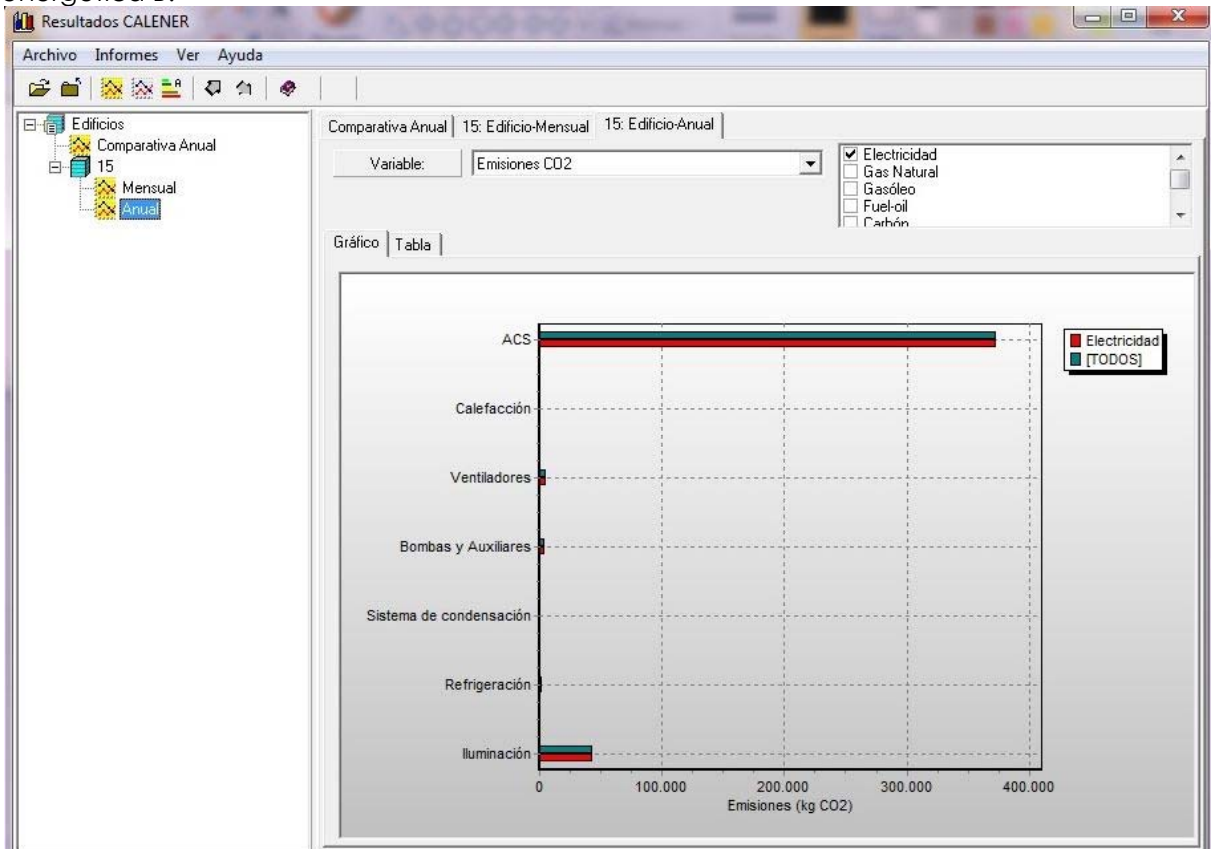 Resultados CALENER
Archivo Informes Ver Ayuda
Edificios
Comparativa Anual
15
Mensual
Anual
Comparativa Anual 15: Edificio-Mensual 15: Edificio-Anual
Variable: Emisiones CO2
Electricidad
Gas Natural
Gasóleo
Fuel-oil
Carbón
Gráfico Tabla
ACS
Calefacción
Ventiladores
Bombas y Auxiliares
Sistema de condensación
Refrigeración
Iluminación
Electricidad
[TODOS]
0 100.000 200.000 300.000 400.000
Emisiones (kg CO2)